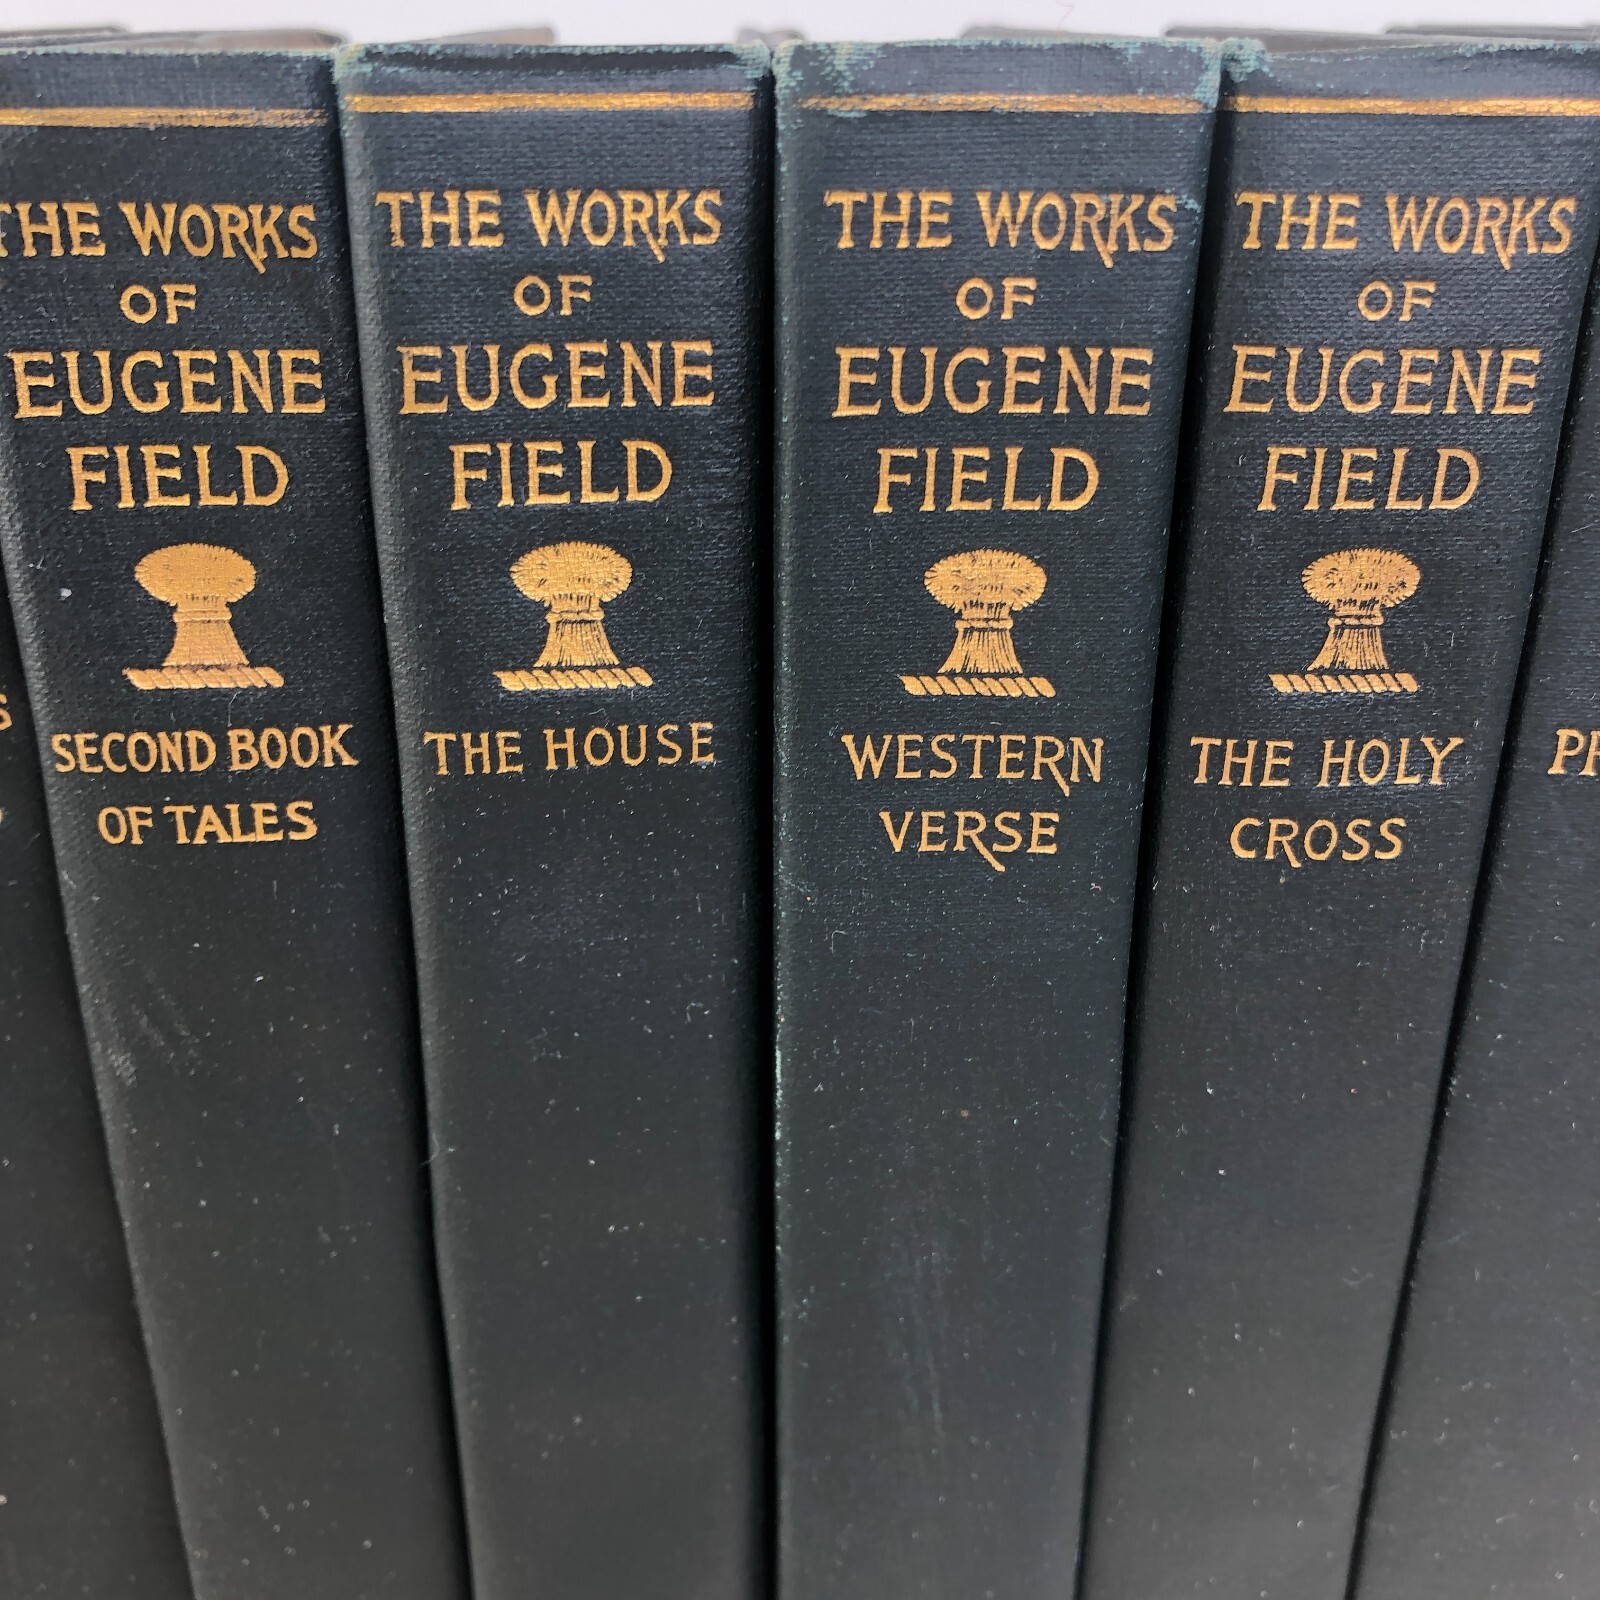 THE WORKS
OF
EUGENE
FIELD
SECOND BOOK
OF TALES
THE WORKS
OF
EUGENE
FIELD
THE HOUSE
THE WORKS
OF
EUGENE
FIELD
WESTERN
VERSE
THE WORKS
OF
EUGENE
FIELD
THE HOLY
CROSS